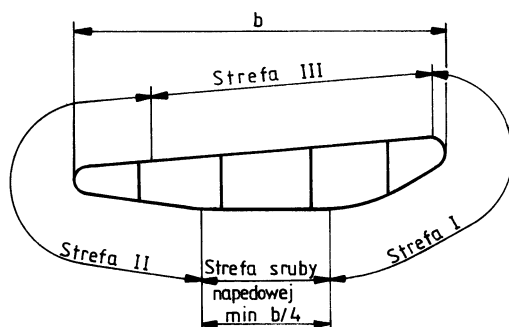 b
Strefa III
Strefa I
Strefa II
Strefa sruby
napedowej
min b/4